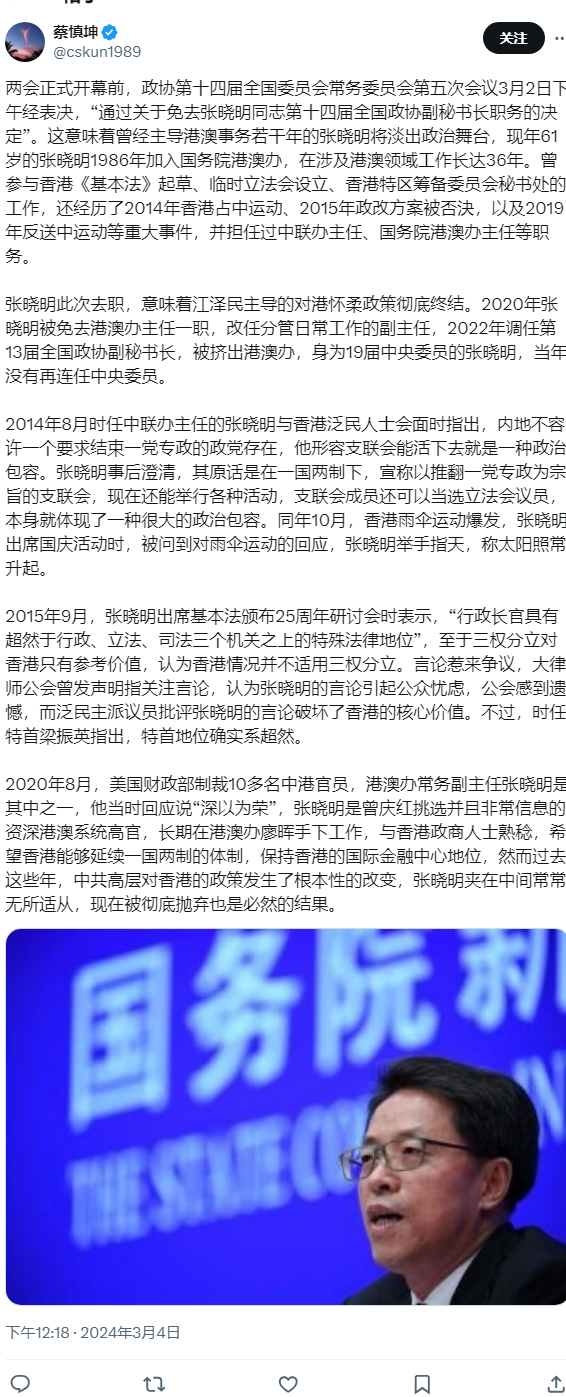 蔡慎坤
@cskun1989
关注
两会正式开幕前，政协第十四届全国委员会常务委员会第五次会议3月2日下
午经表决，“通过关于免去张晓明同志第十四届全国政协副秘书长职务的决
定”。这意味着曾经主导港澳事务若干年的张晓明将淡出政治舞台，现年61
岁的张晓明1986年加入国务院港澳办，在涉及港澳领域工作长达36年。曾
参与香港《基本法》起草、临时立法会设立、香港特区筹备委员会秘书处的
工作，还经历了2014年香港占中运动、2015年政改方案被否决，以及2019
年反送中运动等重大事件，并担任过中联办主任、国务院港澳办主任等职
务。
张晓明此次去职，意味着江泽民主导的对港怀柔政策彻底终结。2020年张
晓明被免去港澳办主任一职，改任分管日常工作的副主任，2022年调任第
13届全国政协副秘书长，被挤出港澳办，身为19届中央委员的张晓明，当年
没有再连任中央委员。
2014年8月时任中联办主任的张晓明与香港泛民人士会面时指出，内地不容
许一个要求结束一党专政的政党存在，他形容支联会能活下去就是一种政治
包容。张晓明事后澄清，其原话是在一国两制下，宣称以推翻一党专政为宗
旨的支联会，现在还能举行各种活动，支联会成员还可以当选立法会议员，
本身就体现了一种很大的政治包容。同年10月，香港雨伞运动爆发，张晓明
出席国庆活动时，被问到对雨伞运动的回应，张晓明举手指天，称太阳照常
升起。
2015年9月，张晓明出席基本法颁布25周年研讨会时表示，“行政长官具有
超然于行政、立法、司法三个机关之上的特殊法律地位”，至于三权分立对
香港只有参考价值，认为香港情况并不适用三权分立。言论惹来争议，大律
师公会曾发声明指关注言论，认为张晓明的言论引起公众忧虑，公会感到遗
憾，而泛民主派议员批评张晓明的言论破坏了香港的核心价值。不过，时任
特首梁振英指出，特首地位确实系超然。
2020年8月，美国财政部制裁10多名中港官员，港澳办常务副主任张晓明是
其中之一，他当时回应说“深以为荣”，张晓明是曾庆红挑选并且非常信息的
资深港澳系统高官，长期在港澳办廖晖手下工作，与香港政商人士熟稔，希
望香港能够延续一国两制的体制，保持香港的国际金融中心地位，然而过去
这些年，中共高层对香港的政策发生了根本性的改变，张晓明夹在中间常常
无所适从，现在被彻底抛弃也是必然的结果。
国务院新
THE STATE CO
下午12:18 · 2024年3月4日